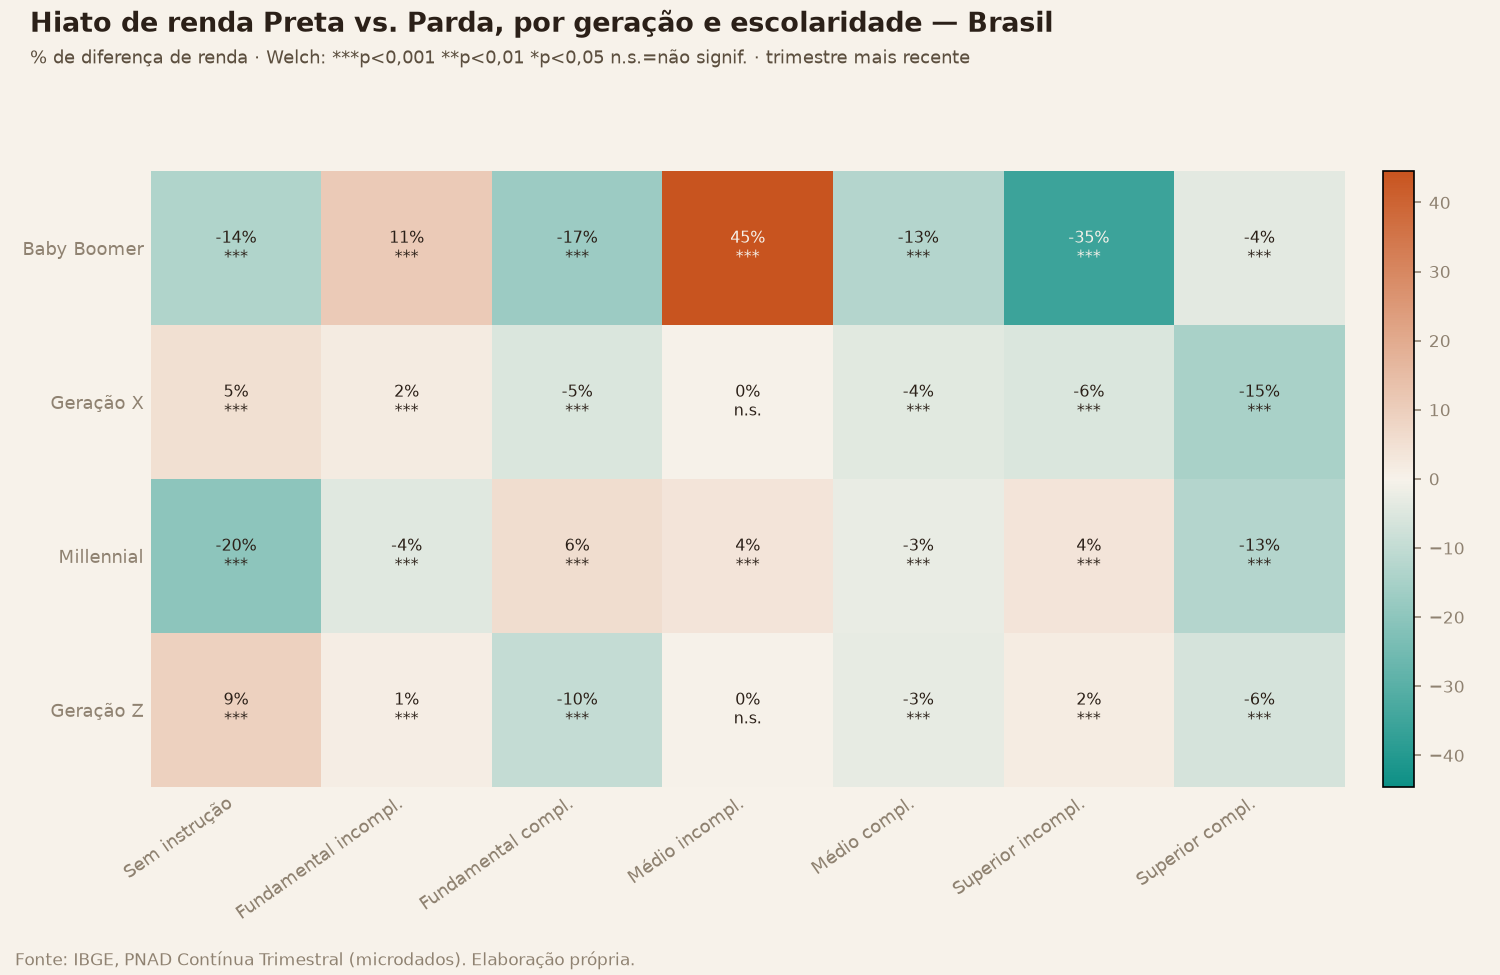 Hiato de renda Preta vs. Parda, por geração e escolaridade — Brasil
% de diferença de renda · Welch: ***p<0,001 **p<0,01 *p<0,05 n.s.=não signif. · trimestre mais recente
Baby Boomer
-14% 11% -17% 45% -13% -35% -4%
*** *** *** *** *** *** ***
Geração X
5% 2% -5% 0% -4% -6% -15%
*** *** *** n.s. *** *** ***
Millennial
-20% -4% 6% 4% -3% 4% -13%
*** *** *** *** *** *** ***
Geração Z
9% 1% -10% 0% -3% 2% -6%
*** *** *** n.s. *** *** ***
40
30
20
10
0
−10
−20
−30
−40
Sem instrução
Fundamental incompl.
Fundamental compl.
Médio incompl.
Médio compl.
Superior incompl.
Superior compl.
Fonte: IBGE, PNAD Contínua Trimestral (microdados). Elaboração própria.